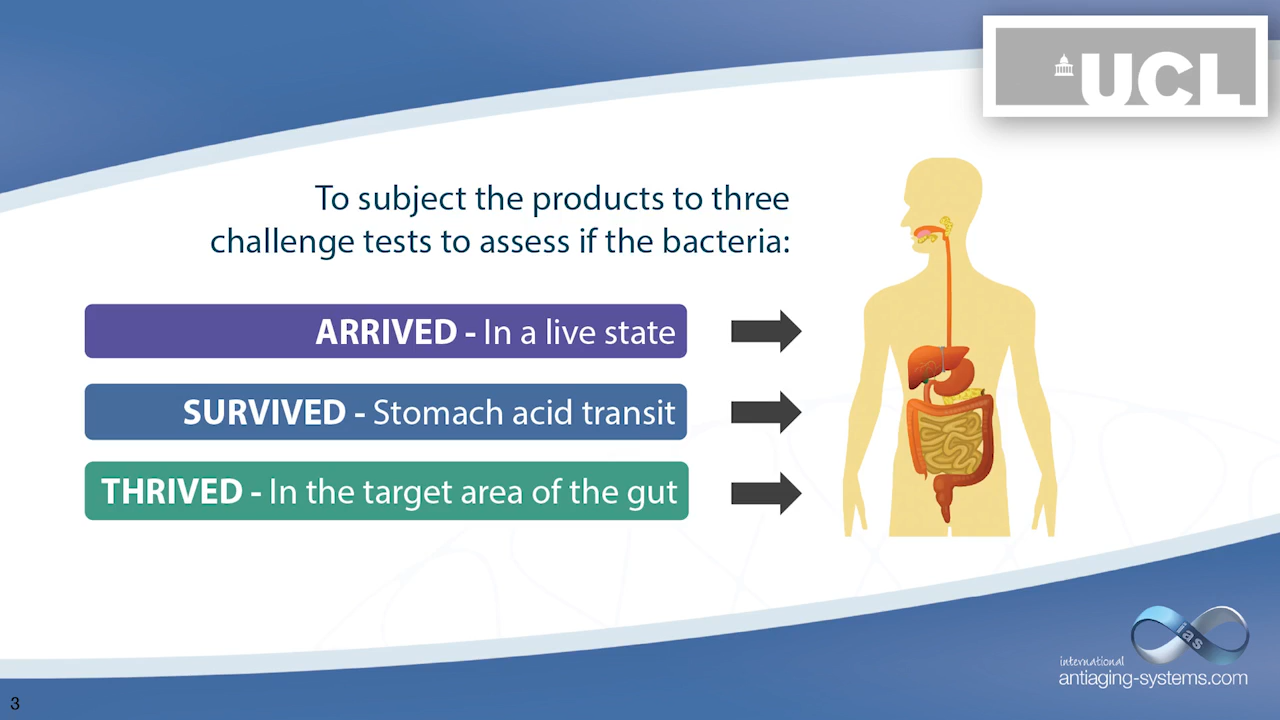 UCL
To subject the products to three
challenge tests to assess if the bacteria:
ARRIVED - In a live state
SURVIVED - Stomach acid transit
THRIVED - In the target area of the gut
ias
international
antiaging-systems.com
3